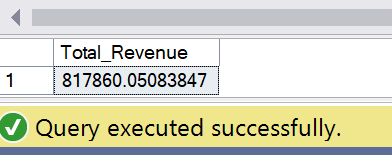 Total_Revenue
1 817860.05083847
Query executed successfully.